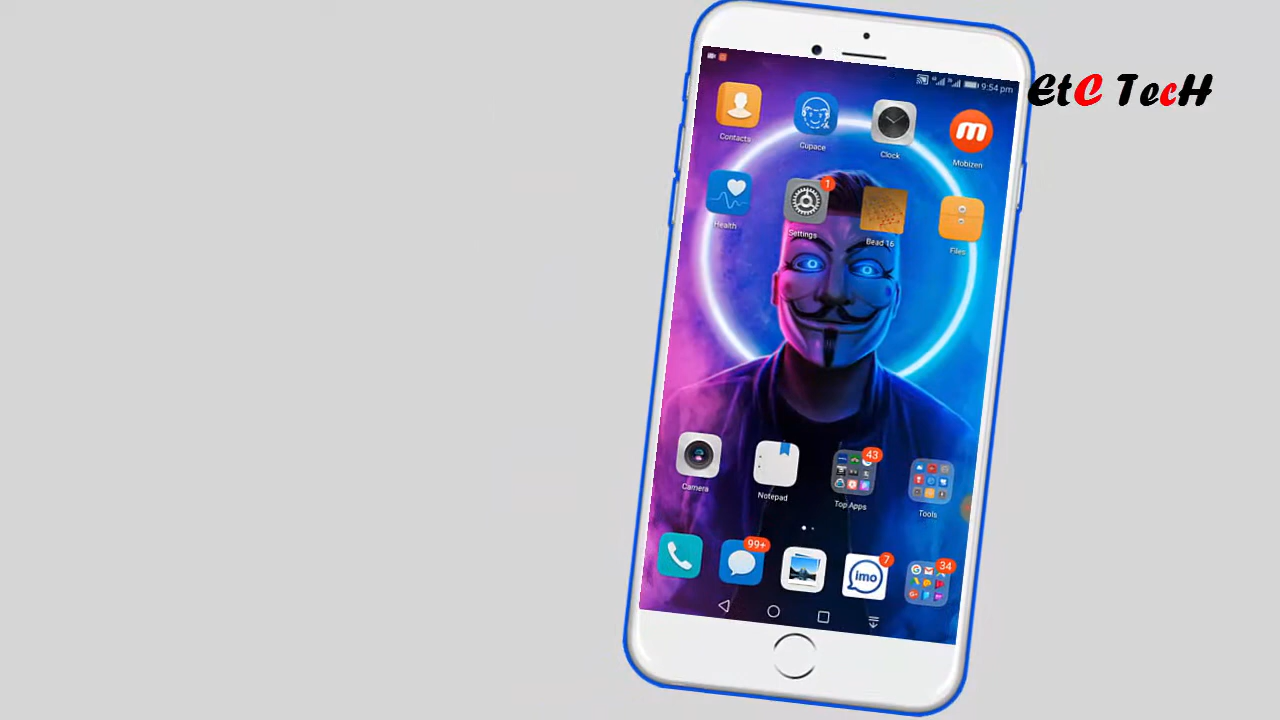 EtC TecH
9:54 pm
Contacts
Cupace
Clock
Mobizen
Health
1
Settings
Bead 16
Files
Camera
Notepad
43
Top Apps
Tools
99+
imo
7
34